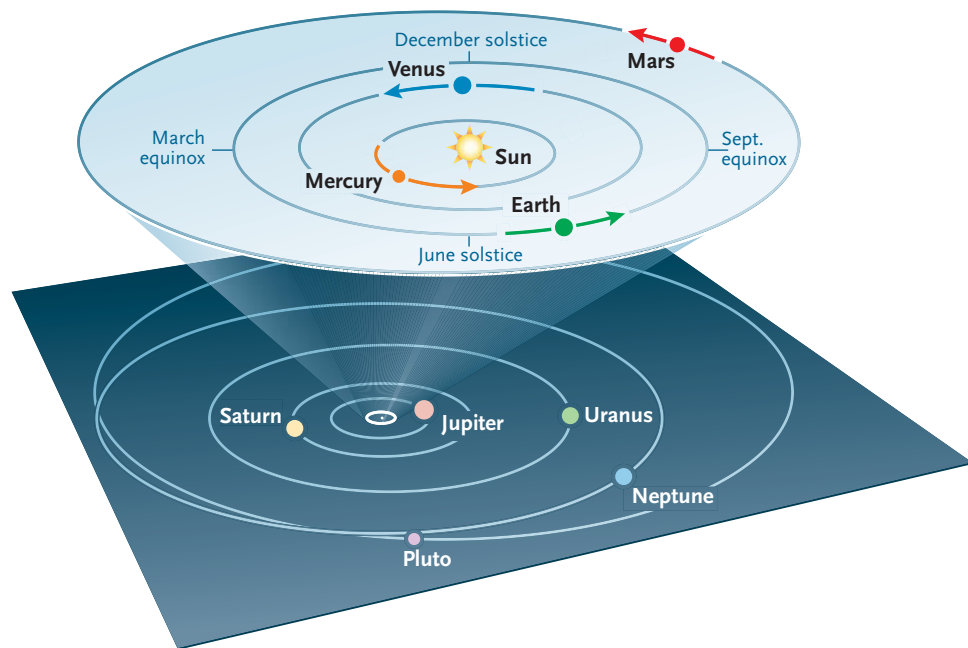 December solstice
Mars
Venus
March
equinox
Sept.
equinox
Sun
Mercury
Earth
June solstice
Saturn
Jupiter
Uranus
Neptune
Pluto